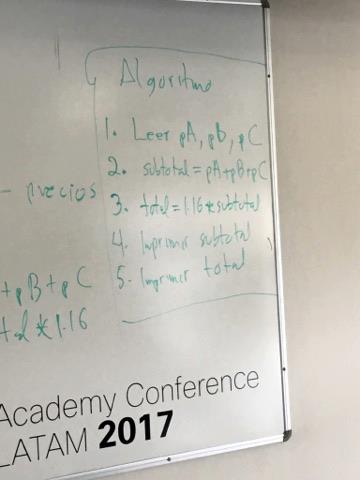 Algoritmo
1. Leer pA, pB, pC
2. subtotal = pA+pB+pC
- precios
3. total = 1.16 * subtotal
4. Imprimir subtotal
5. Imprimir total
+ pB + pC
* 1.16
Academy Conference
LATAM 2017